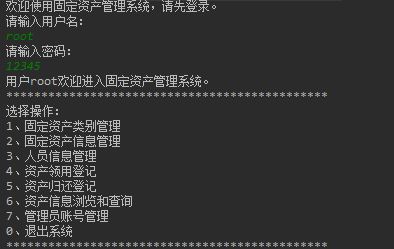 欢迎使用固定资产管理系统，请先登录。
请输入用户名:
root
请输入密码:
12345
用户root欢迎进入固定资产管理系统。
**********************************************
选择操作:
1、固定资产类别管理
2、固定资产信息管理
3、人员信息管理
4、资产领用登记
5、资产归还登记
6、资产信息浏览和查询
7、管理员账号管理
0、退出系统
**********************************************